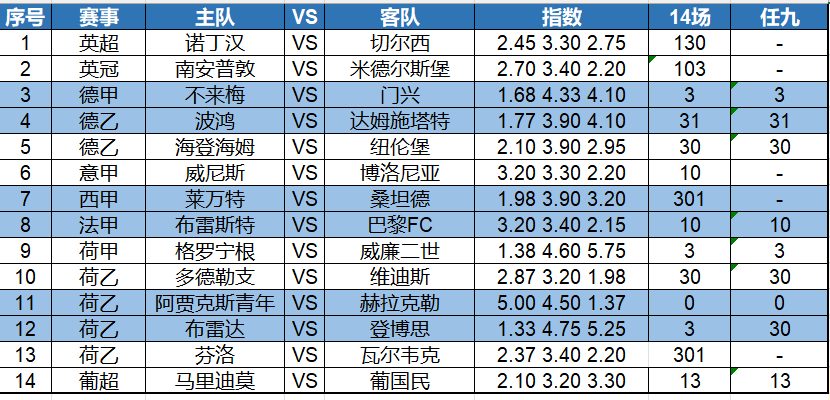 序号 赛事 主队 VS 客队 指数 14场 任九
1 英超 诺丁汉 VS 切尔西 2.45 3.30 2.75 130 -
2 英冠 南安普敦 VS 米德尔斯堡 2.70 3.40 2.20 103 -
3 德甲 不来梅 VS 门兴 1.68 4.33 4.10 3 3
4 德乙 波鸿 VS 达姆施塔特 1.77 3.90 4.10 31 31
5 德乙 海登海姆 VS 纽伦堡 2.10 3.90 2.95 30 30
6 意甲 威尼斯 VS 博洛尼亚 3.20 3.30 2.20 10 -
7 西甲 莱万特 VS 桑坦德 1.98 3.90 3.20 301 -
8 法甲 布雷斯特 VS 巴黎FC 3.20 3.40 2.15 10 10
9 荷甲 格罗宁根 VS 威廉二世 1.38 4.60 5.75 3 3
10 荷乙 多德勒支 VS 维迪斯 2.87 3.20 1.98 30 30
11 荷乙 阿贾克斯青年 VS 赫拉克勒 5.00 4.50 1.37 0 0
12 荷乙 布雷达 VS 登博思 1.33 4.75 5.25 3 30
13 荷乙 芬洛 VS 瓦尔韦克 2.37 3.40 2.20 301 -
14 葡超 马里迪莫 VS 葡国民 2.10 3.20 3.30 13 13